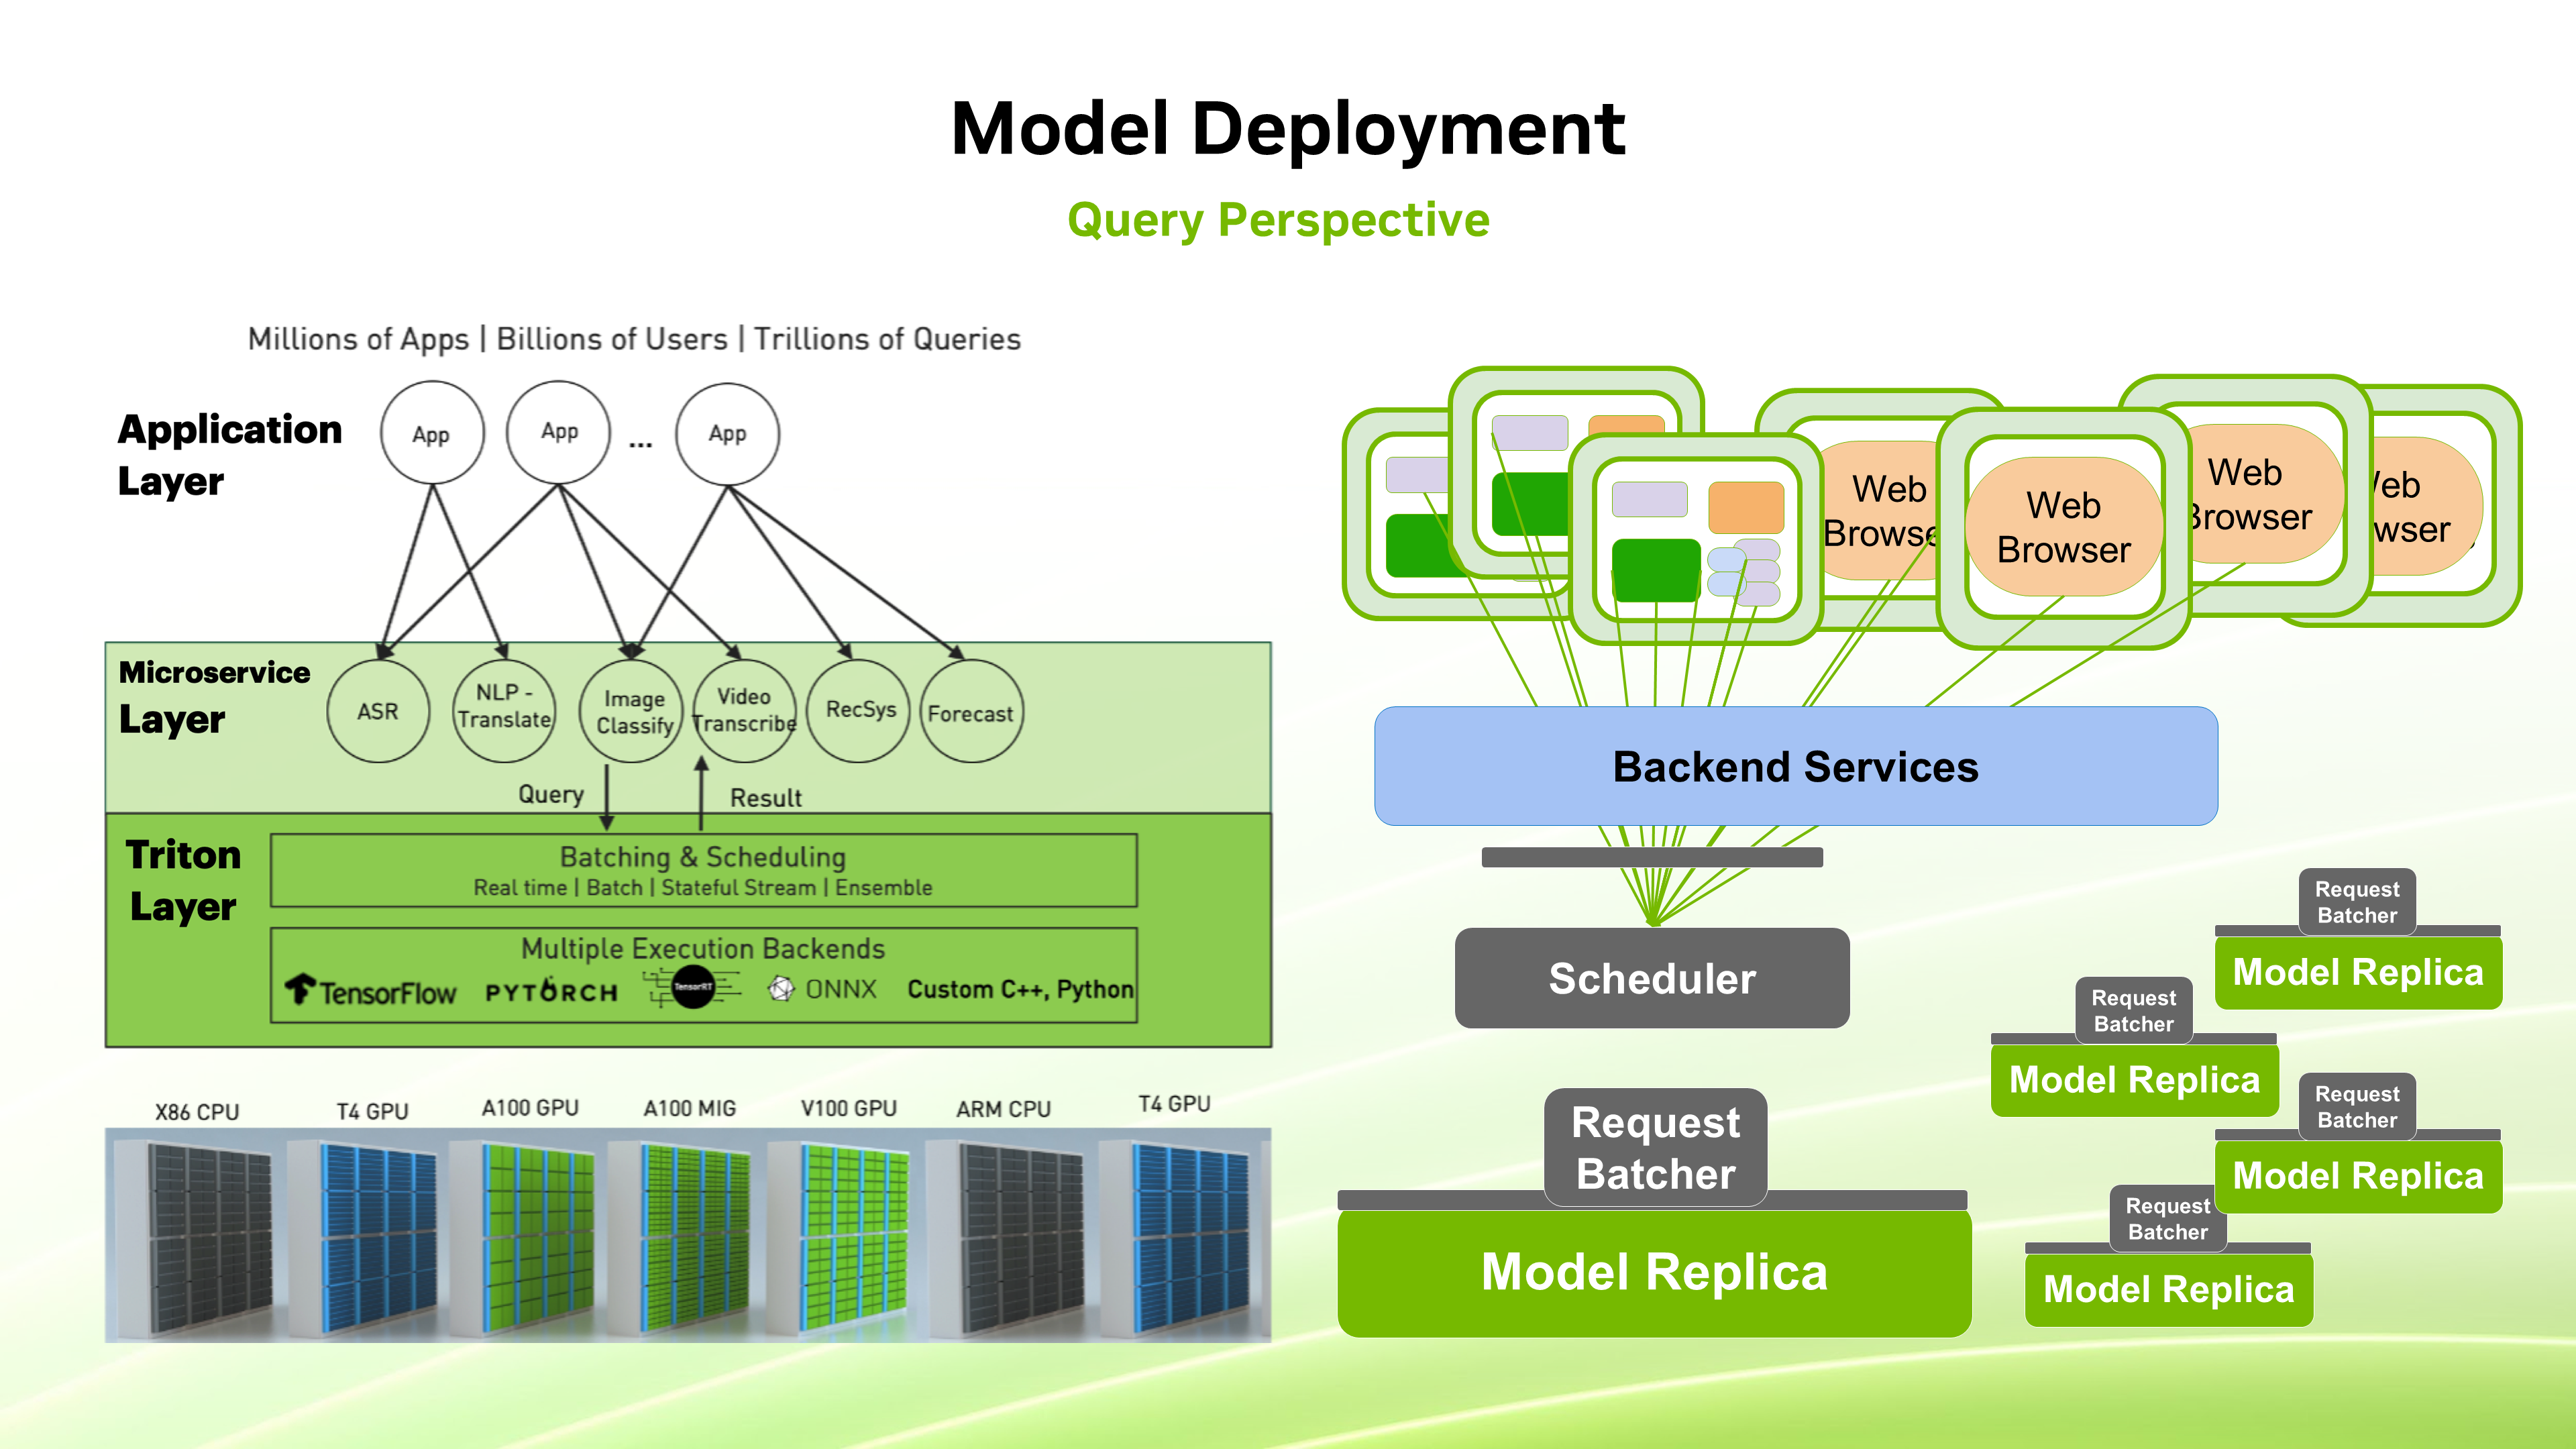 Model Deployment
Query Perspective
Millions of Apps | Billions of Users | Trillions of Queries
Application
Layer
App
App
...
App
Microservice
Layer
ASR
NLP -
Translate
Image
Classify
Video
Transcribe
RecSys
Forecast
Query
Result
Triton
Layer
Batching & Scheduling
Real time | Batch | Stateful Stream | Ensemble
Multiple Execution Backends
TensorFlow
PYTORCH
TensorRT
ONNX
Custom C++, Python
X86 CPU
T4 GPU
A100 GPU
A100 MIG
V100 GPU
ARM CPU
T4 GPU
Web
Browse
Web
Browser
Web
Browser
eb
wser
Backend Services
Scheduler
Request
Batcher
Model Replica
Request
Batcher
Model Replica
Request
Batcher
Model Replica
Request
Batcher
Model Replica
Request
Batcher
Model Replica